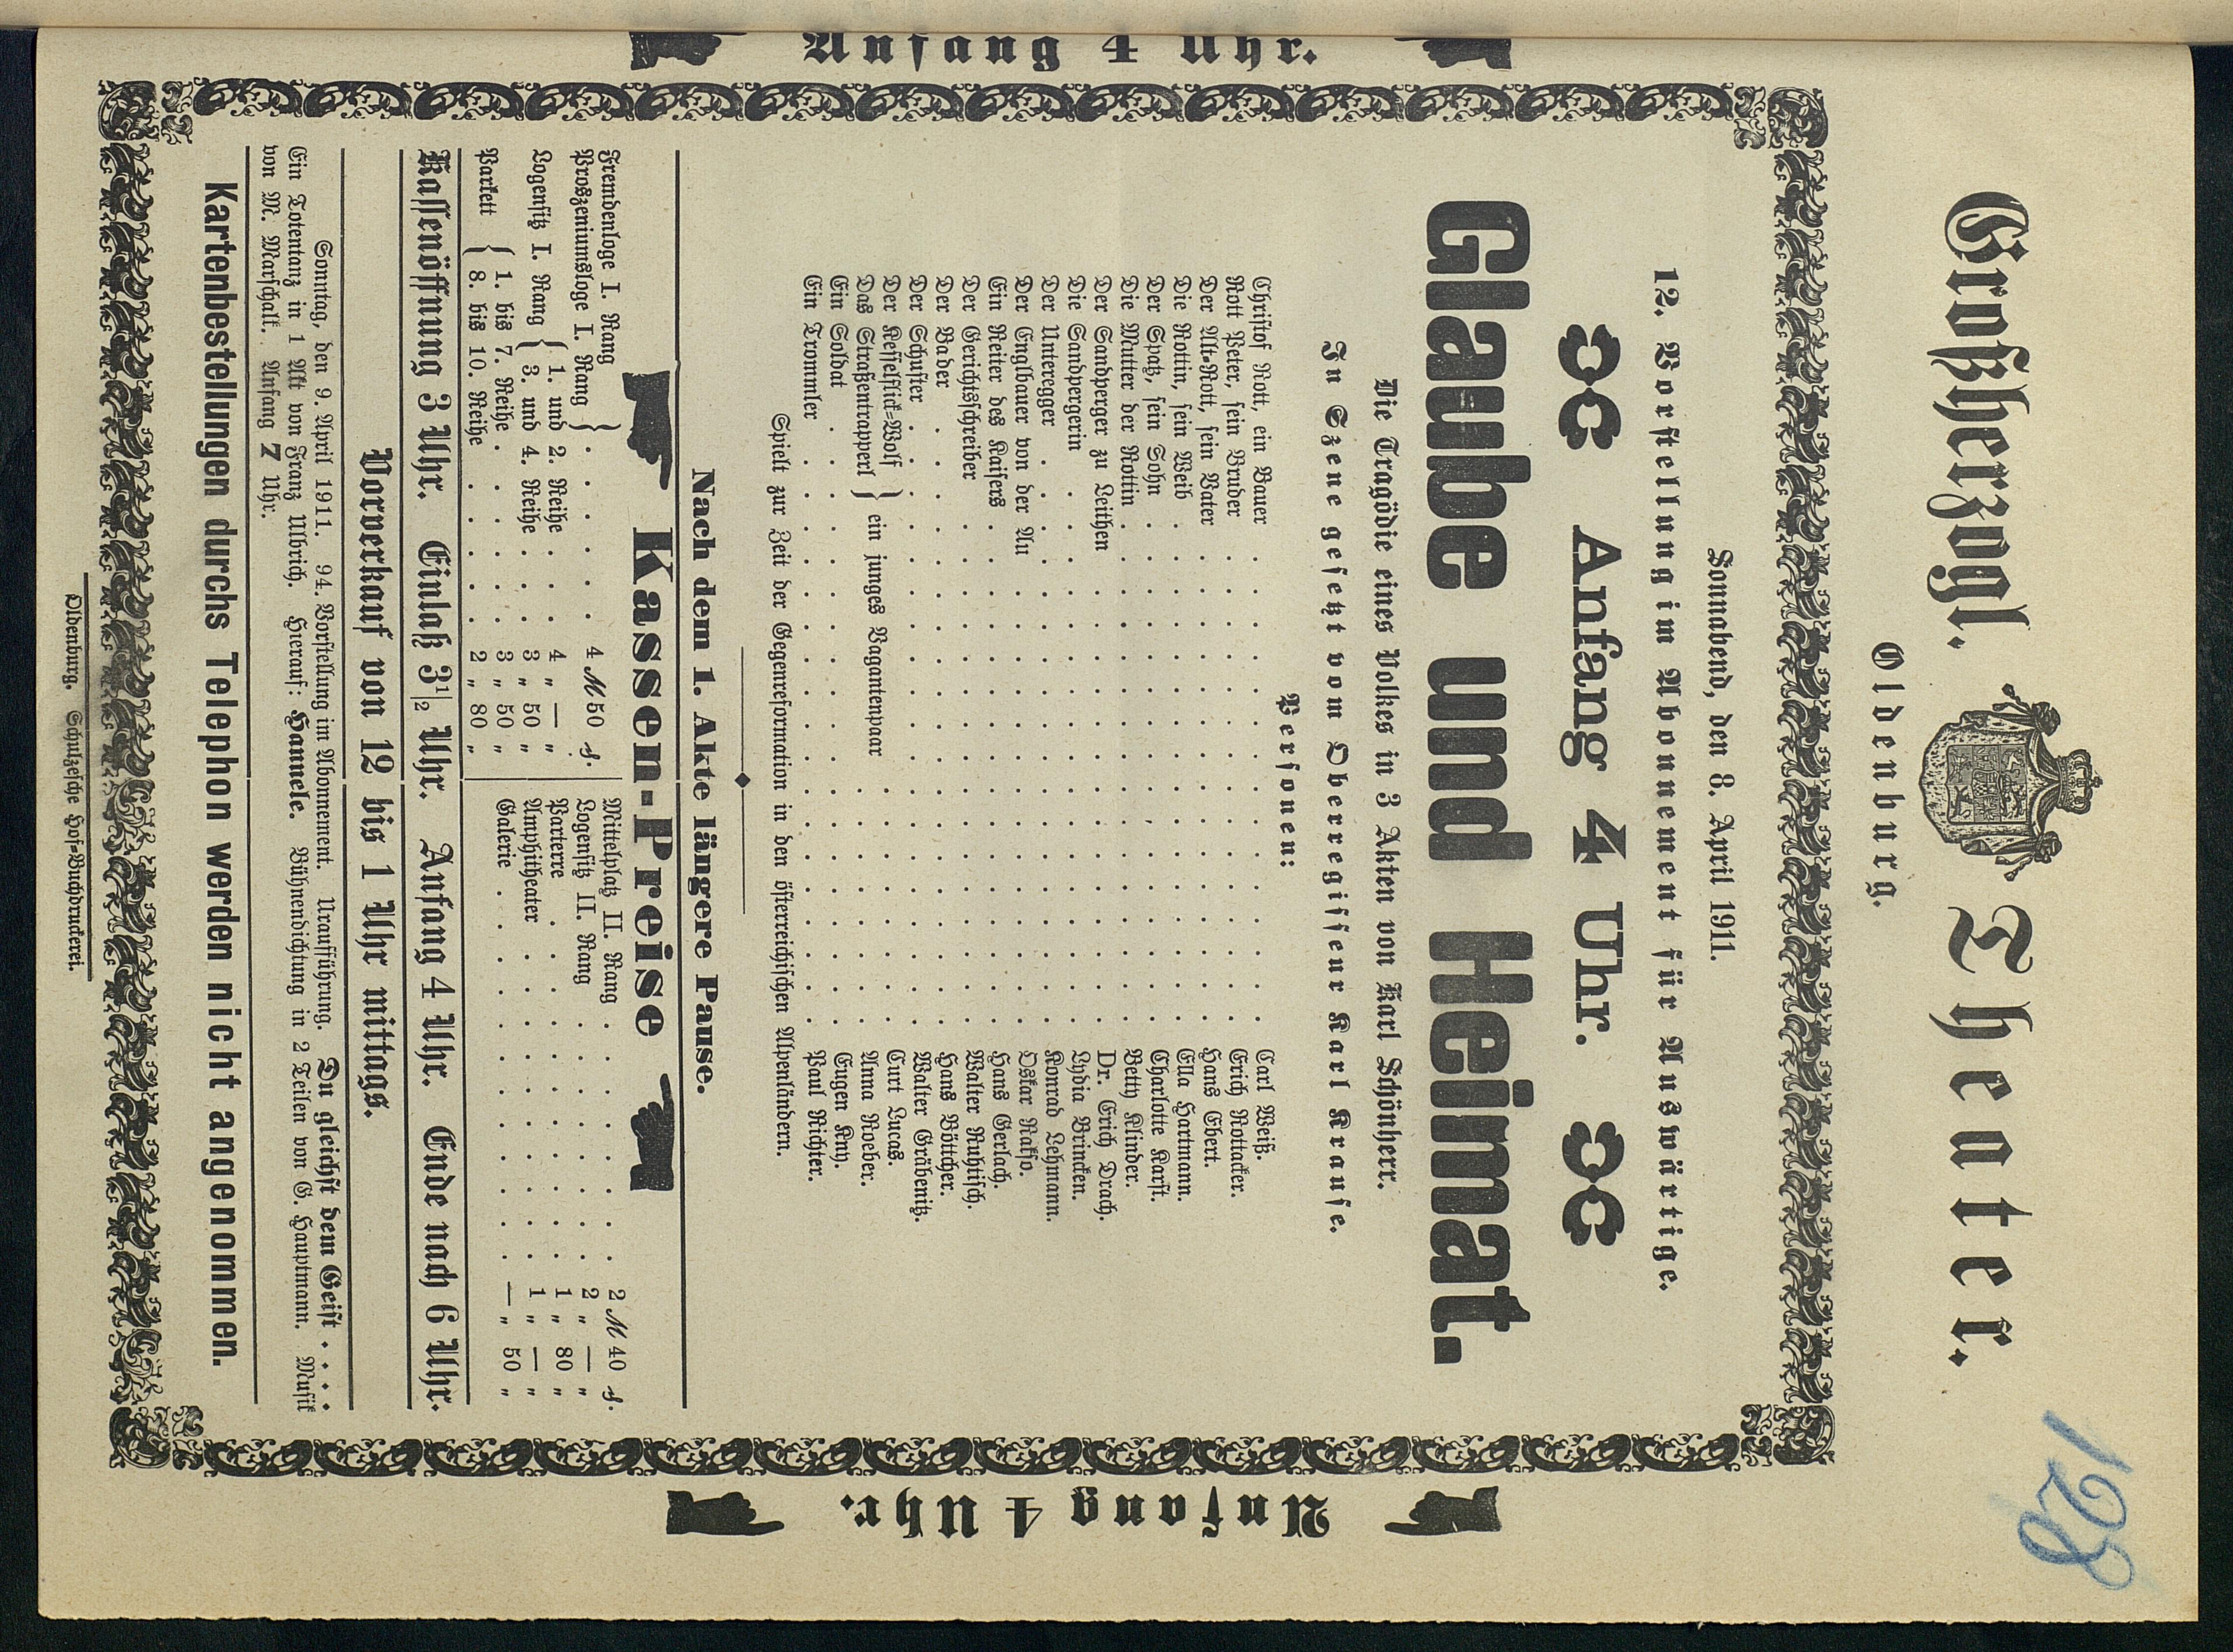 128
Großherzogl. Theater.
Oldenburg.
Sonnabend, den 8. April 1911.
12. Vorstellung im Abonnement für Auswärtige.
Anfang 4 Uhr.
Glaube und Heimat.
Die Tragödie eines Volkes in 3 Akten von Karl Schönherr.
In Szene gesetzt vom Oberregisseur Karl Krause.
Personen:
Christof Rott, ein Bauer . . . Carl Weiß.
Rott Peter, sein Bruder . . . Erich Rottacker.
Der Alt-Rott, sein Vater . . . Hans Ebert.
Die Rottin, sein Weib . . . Ella Hartmann.
Der Spatz, sein Sohn . . . Charlotte Karst.
Die Mutter der Rottin . . . Betty Klinder.
Der Sandperger zu Leithen . . . Dr. Erich Drach.
Die Sandpergerin . . . Lydia Brincken.
Der Unteregger . . . Konrad Lehmann.
Der Englbauer von der Au . . . Oskar Rakso.
Ein Reiter des Kaisers . . . Hans Gerlach.
Der Gerichtsschreiber . . . Walter Ruhtisch.
Der Bader . . . Hans Böttcher.
Der Schuster . . . Walter Gräbenitz.
Der Kesselflick-Wolf } ein junges Vagantenpaar . . . Curt Lucas.
Das Straßentrapperl } . . . Anna Roeber.
Ein Soldat . . . Eugen Kny.
Ein Trommler . . . Paul Richter.
Spielt zur Zeit der Gegenreformation in den österreichischen Alpenländern.
Nach dem 1. Akte längere Pause.
Kassen-Preise
Fremdenloge I. Rang }
Proszeniumsloge I. Rang } . . . 4 M 50 ₰.
Logensitz I. Rang { 1. und 2. Reihe . . . 4 „ — „
{ 3. und 4. Reihe . . . 3 „ 50 „
Parkett { 1. bis 7. Reihe . . . 3 „ 50 „
{ 8. bis 10. Reihe . . . 2 „ 80 „
Mittelplatz II. Rang . . . 2 M 40 ₰.
Logensitz II. Rang . . . 2 „ — „
Parterre . . . 1 „ 80 „
Amphitheater . . . 1 „ — „
Galerie . . . — „ 50 „
Kassenöffnung 3 Uhr. Einlaß 3½ Uhr. Anfang 4 Uhr. Ende nach 6 Uhr.
Vorverkauf von 12 bis 1 Uhr mittags.
Sonntag, den 9. April 1911. 94. Vorstellung im Abonnement. Uraufführung. Du gleichst dem Geist . . . .
Ein Totentanz in 1 Akt von Franz Ulbrich. Hierauf: Hannele. Bühnendichtung in 2 Teilen von G. Hauptmann. Musik
von M. Marschalk. Anfang 7 Uhr.
Kartenbestellungen durchs Telephon werden nicht angenommen.
Oldenburg. Schulzesche Hof-Buchdruckerei.
Anfang 4 Uhr.
Anfang 4 Uhr.